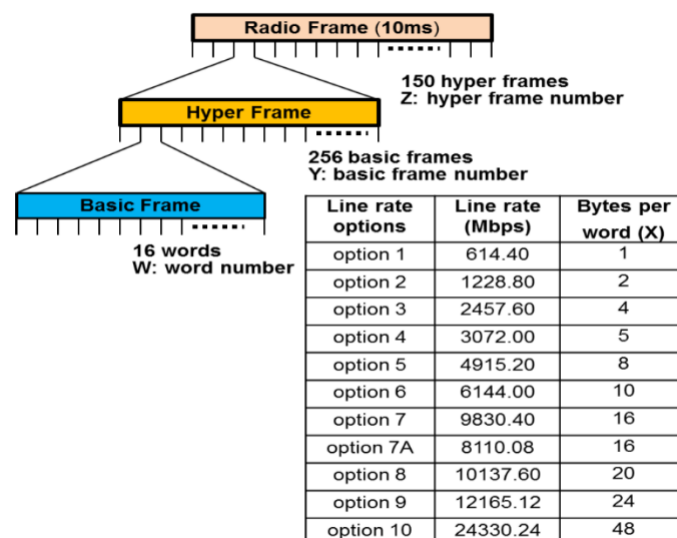 Radio Frame (10ms)
150 hyper frames
Z: hyper frame number
Hyper Frame
256 basic frames
Y: basic frame number
Basic Frame
16 words
W: word number
Line rate options | Line rate (Mbps) | Bytes per word (X)
option 1 | 614.40 | 1
option 2 | 1228.80 | 2
option 3 | 2457.60 | 4
option 4 | 3072.00 | 5
option 5 | 4915.20 | 8
option 6 | 6144.00 | 10
option 7 | 9830.40 | 16
option 7A | 8110.08 | 16
option 8 | 10137.60 | 20
option 9 | 12165.12 | 24
option 10 | 24330.24 | 48